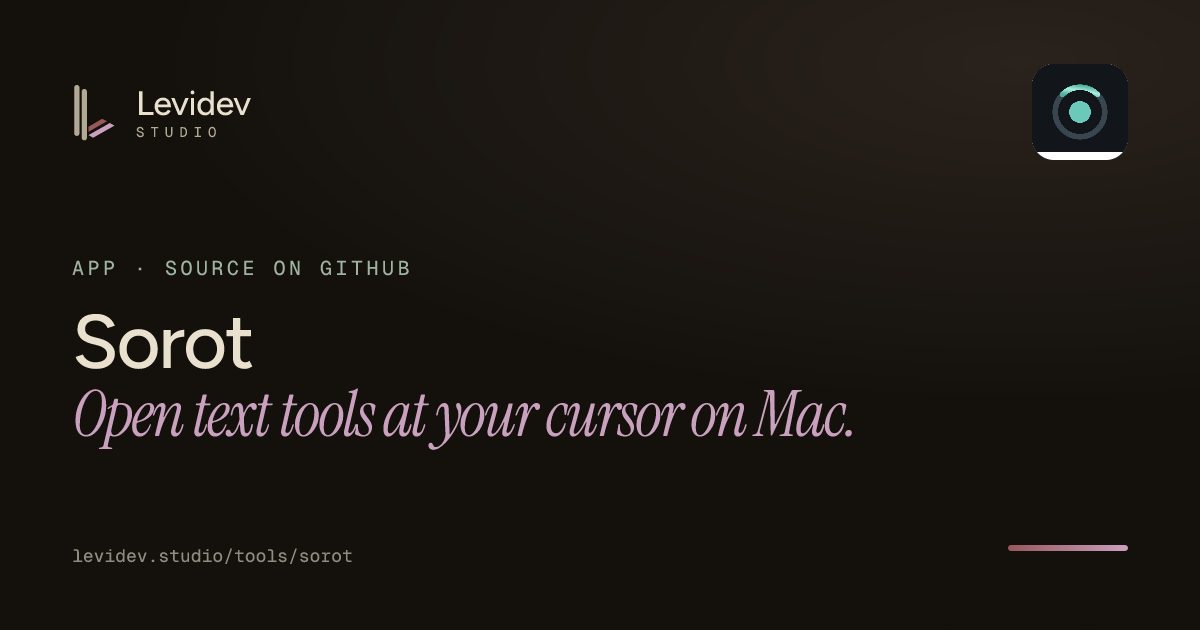 Levidev
STUDIO
APP · SOURCE ON GITHUB
Sorot
Open text tools at your cursor on Mac.
levidev.studio/tools/sorot